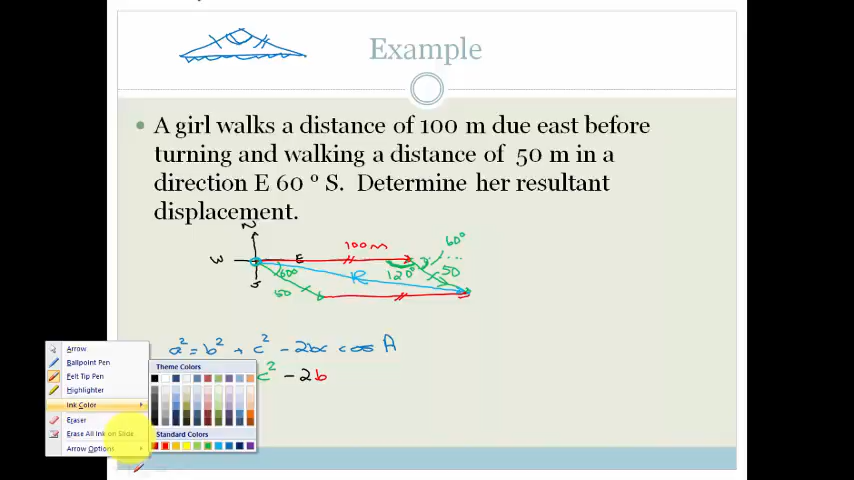 Example
A girl walks a distance of 100 m due east before
turning and walking a distance of 50 m in a
direction E 60 ° S. Determine her resultant
displacement.
N
W
E
S
100m
60°
60°
120°
50
50
R
a² = b² + c² - 2bc cos A
c² - 2b
Arrow
Ballpoint Pen
Felt Tip Pen
Highlighter
Ink Color
Eraser
Erase All Ink on Slide
Arrow Options
Theme Colors
Standard Colors